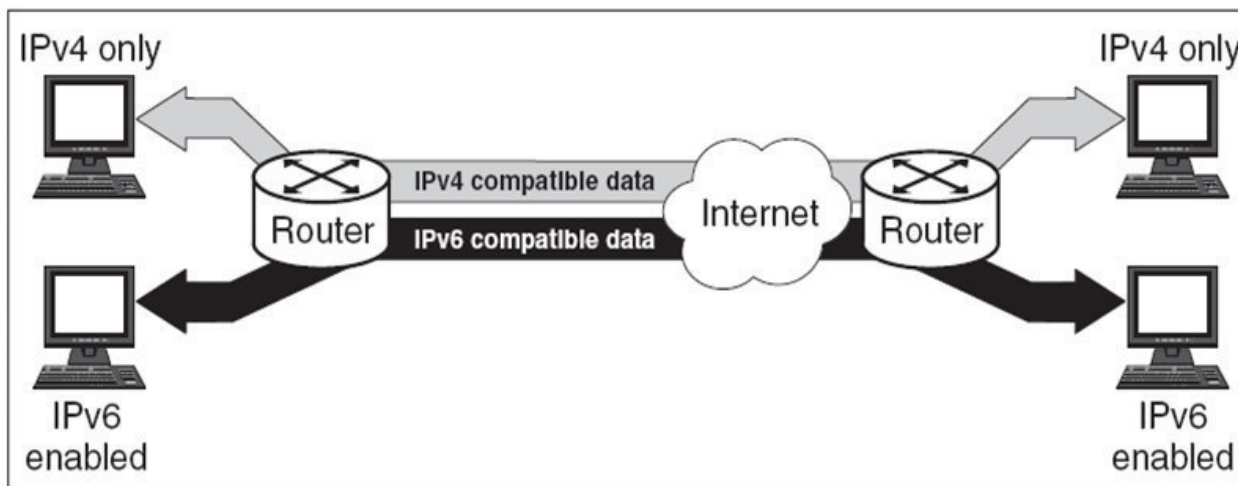 IPv4 only
IPv4 only
IPv4 compatible data
Internet
Router
Router
IPv6 compatible data
IPv6
enabled
IPv6
enabled